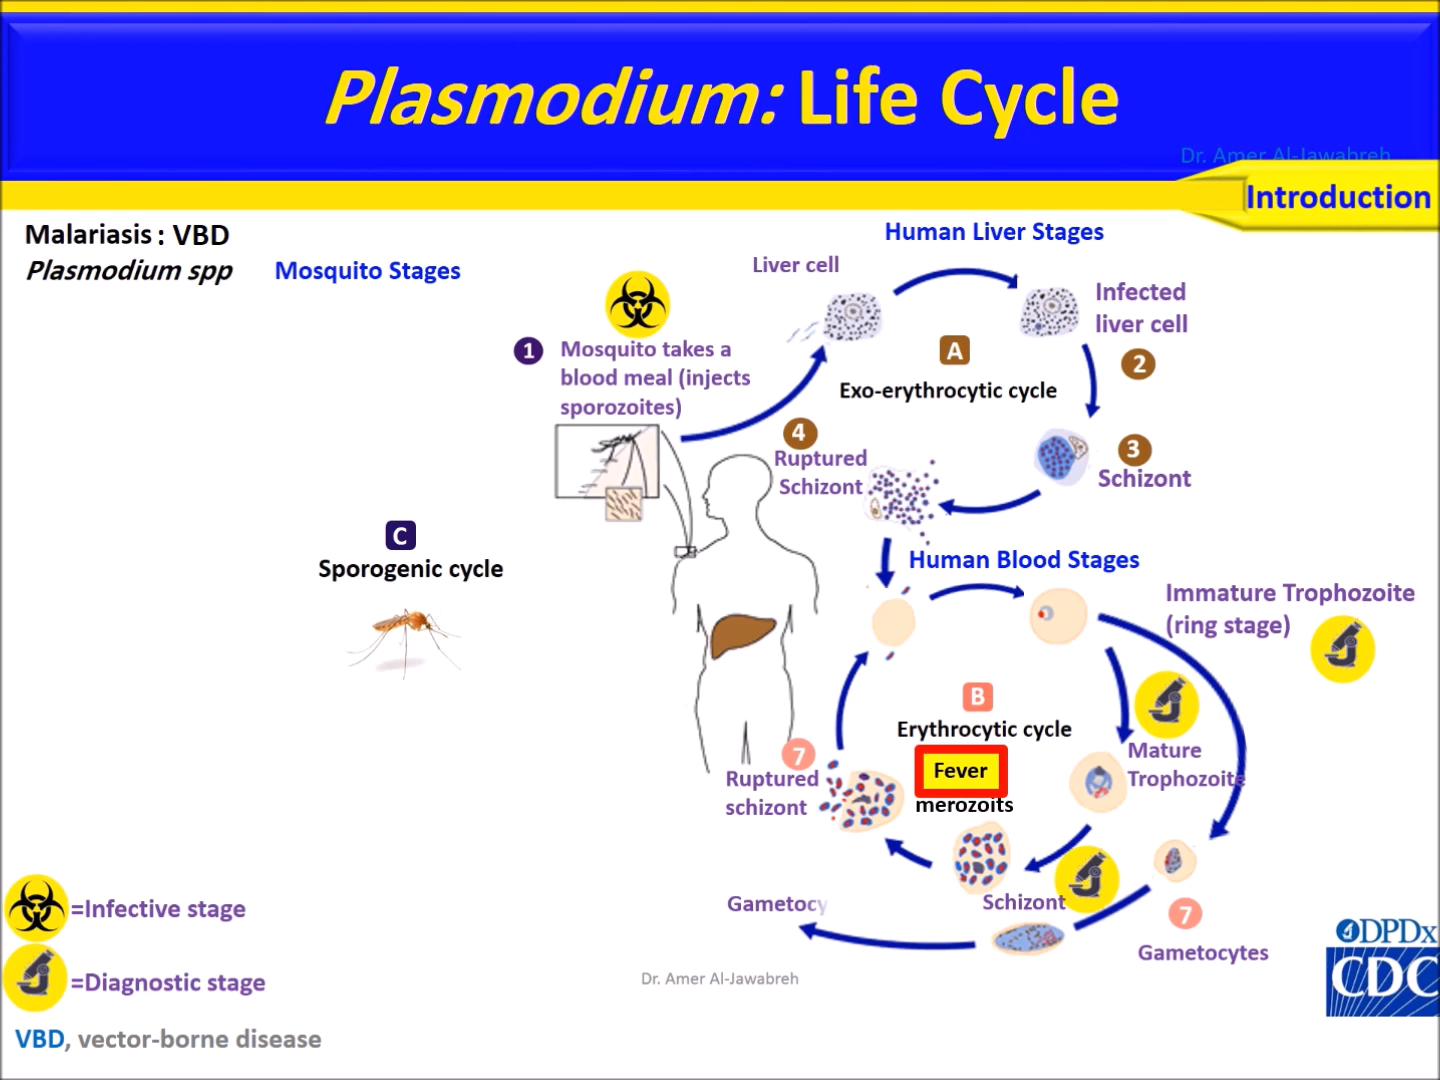 Plasmodium: Life Cycle
Dr. Amer Al-Jawabreh
Introduction
Malariasis : VBD
Plasmodium spp
Mosquito Stages
Human Liver Stages
Liver cell
Infected
liver cell
1
Mosquito takes a
blood meal (injects
sporozoites)
A
Exo-erythrocytic cycle
2
4
Ruptured
Schizont
3
Schizont
C
Sporogenic cycle
Human Blood Stages
Immature Trophozoite
(ring stage)
B
Erythrocytic cycle
Fever
merozoits
7
Ruptured
schizont
Mature
Trophozoite
Schizont
Gametocy
7
Gametocytes
=Infective stage
=Diagnostic stage
Dr. Amer Al-Jawabreh
DPDx
CDC
VBD, vector-borne disease